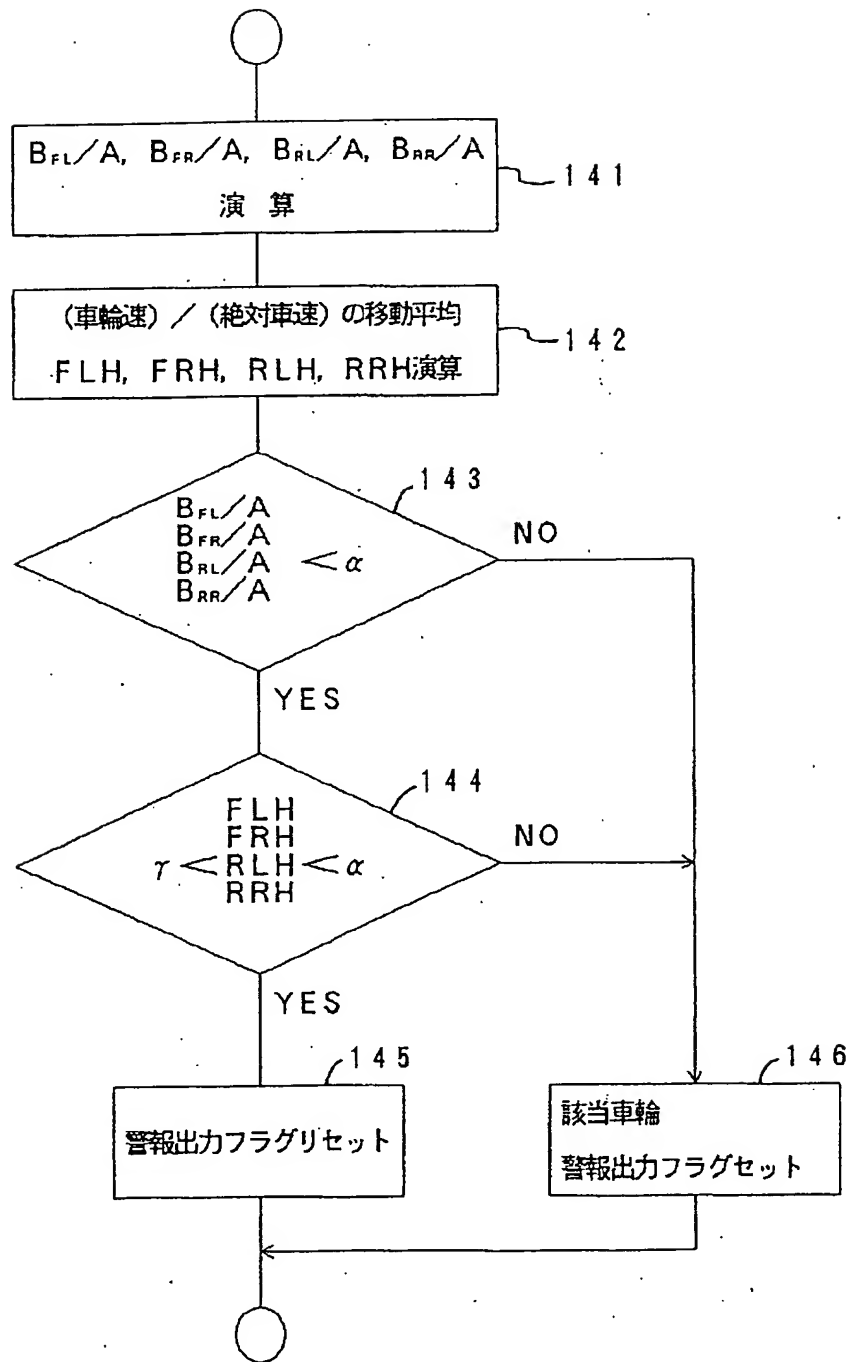 B_FL/A, B_FR/A, B_RL/A, B_RR/A
演 算
141
(車輪速)/(絶対車速)の移動平均
FLH, FRH, RLH, RRH演算
142
143
B_FL/A
B_FR/A
B_RL/A <α
B_RR/A
NO
YES
144
FLH
FRH
γ<RLH<α
RRH
NO
YES
145
警報出力フラグリセット
146
該当車輪
警報出力フラグセット